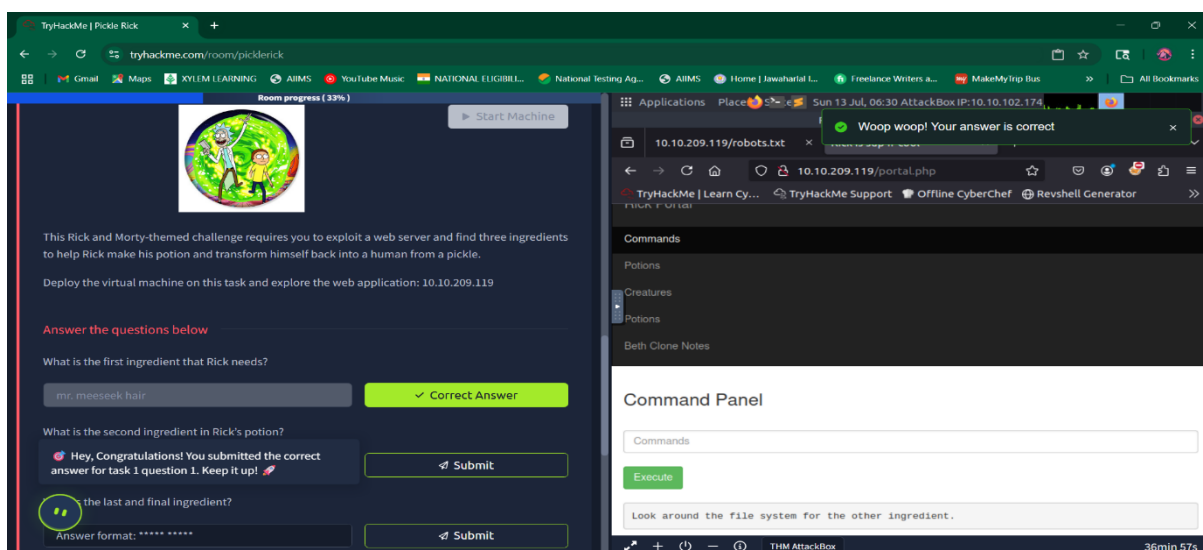 TryHackMe | Pickle Rick
tryhackme.com/room/picklerick
Gmail
Maps
XYLEM LEARNING
AIIMS
YouTube Music
NATIONAL ELIGIBILI...
National Testing Ag...
AIIMS
Home | Jawaharlal I...
Freelance Writers a...
MakeMyTrip Bus
All Bookmarks
Room progress ( 33% )
Start Machine
This Rick and Morty-themed challenge requires you to exploit a web server and find three ingredients
to help Rick make his potion and transform himself back into a human from a pickle.
Deploy the virtual machine on this task and explore the web application: 10.10.209.119
Answer the questions below
What is the first ingredient that Rick needs?
mr. meeseek hair
Correct Answer
What is the second ingredient in Rick's potion?
Hey, Congratulations! You submitted the correct
answer for task 1 question 1. Keep it up!
Submit
the last and final ingredient?
Answer format: ***** *****
Submit
Applications
Place
Sun 13 Jul, 06:30
AttackBox IP:10.10.102.174
Woop woop! Your answer is correct
10.10.209.119/robots.txt
10.10.209.119/portal.php
TryHackMe | Learn Cy...
TryHackMe Support
Offline CyberChef
Revshell Generator
Rick Portal
Commands
Potions
Creatures
Potions
Beth Clone Notes
Command Panel
Commands
Execute
Look around the file system for the other ingredient.
THM AttackBox
36min 57s